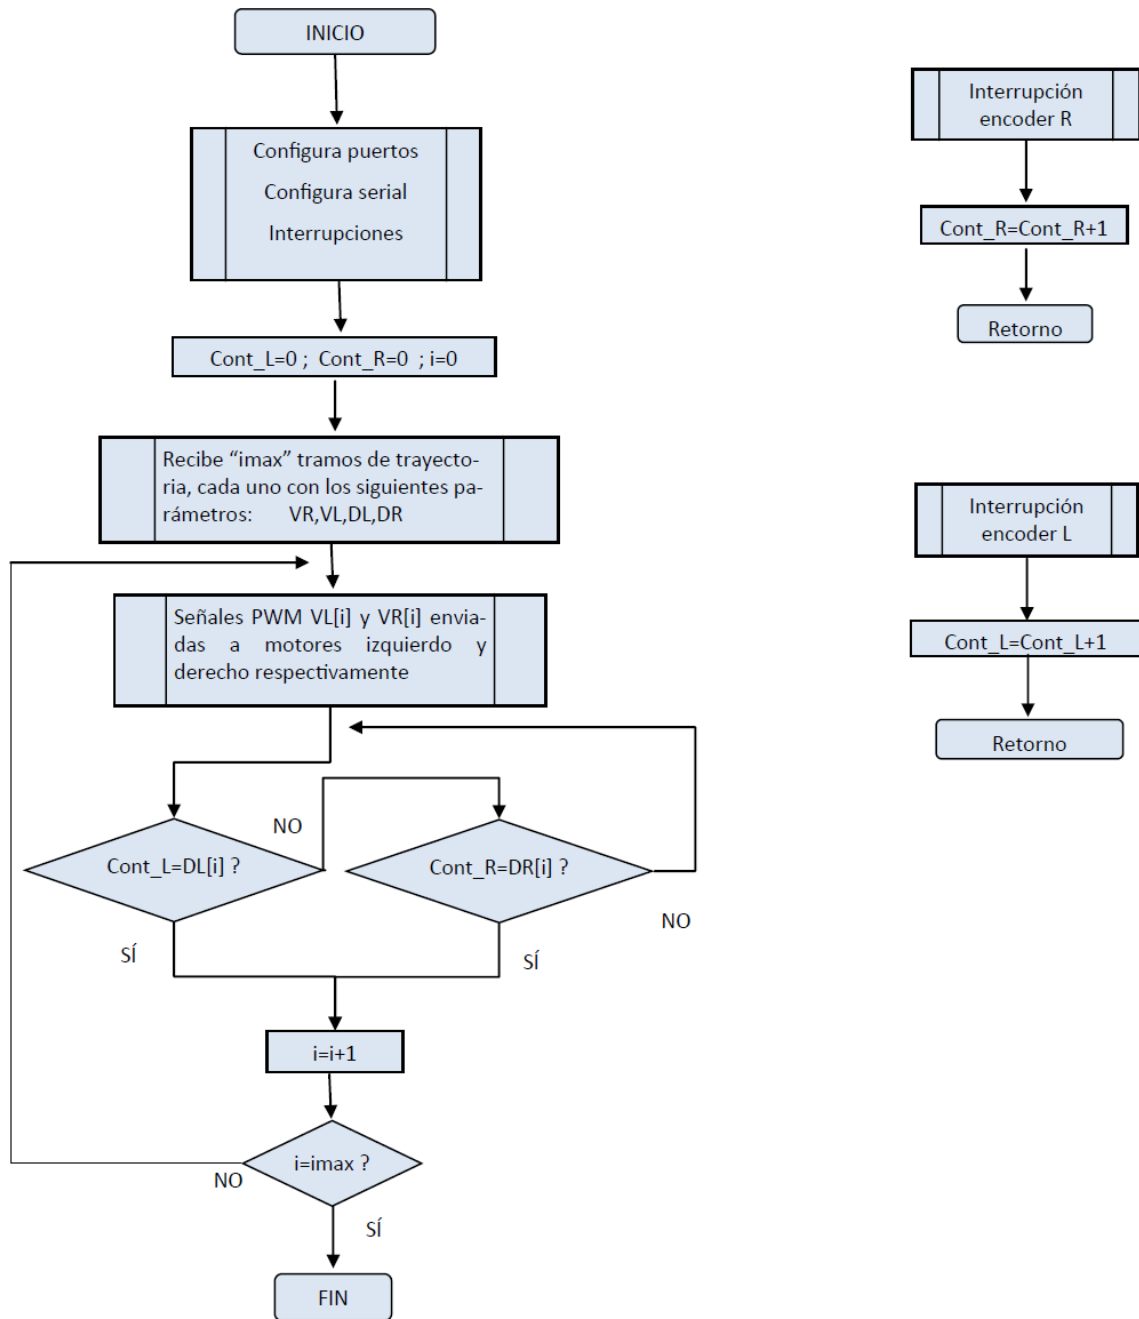 INICIO
Configura puertos
Configura serial
Interrupciones
Cont_L=0 ; Cont_R=0 ; i=0
Recibe “imax” tramos de trayecto-
ria, cada uno con los siguientes pa-
rámetros: VR,VL,DL,DR
Señales PWM VL[i] y VR[i] envia-
das a motores izquierdo y
derecho respectivamente
Cont_L=DL[i] ?
NO
Cont_R=DR[i] ?
NO
SÍ
SÍ
i=i+1
i=imax ?
NO
SÍ
FIN
Interrupción
encoder R
Cont_R=Cont_R+1
Retorno
Interrupción
encoder L
Cont_L=Cont_L+1
Retorno